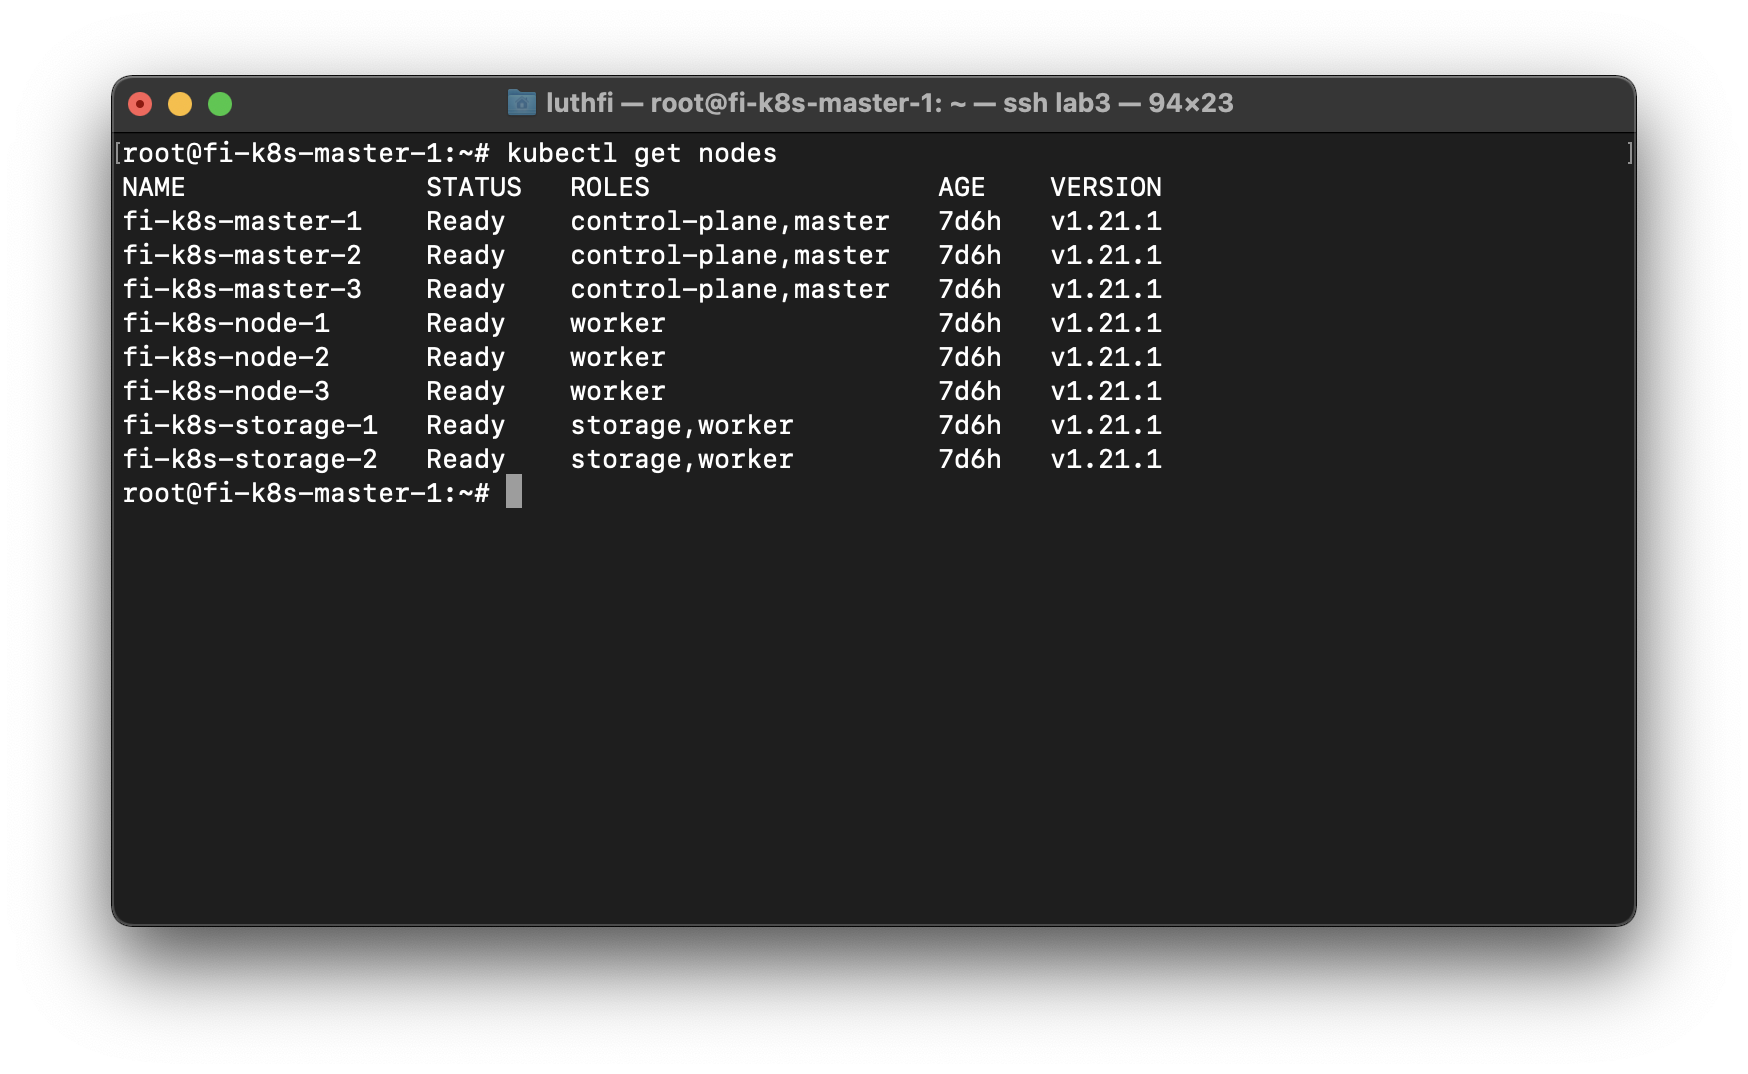 luthfi — root@fi-k8s-master-1: ~ — ssh lab3 — 94×23
[root@fi-k8s-master-1:~# kubectl get nodes ]
NAME STATUS ROLES AGE VERSION
fi-k8s-master-1 Ready control-plane,master 7d6h v1.21.1
fi-k8s-master-2 Ready control-plane,master 7d6h v1.21.1
fi-k8s-master-3 Ready control-plane,master 7d6h v1.21.1
fi-k8s-node-1 Ready worker 7d6h v1.21.1
fi-k8s-node-2 Ready worker 7d6h v1.21.1
fi-k8s-node-3 Ready worker 7d6h v1.21.1
fi-k8s-storage-1 Ready storage,worker 7d6h v1.21.1
fi-k8s-storage-2 Ready storage,worker 7d6h v1.21.1
root@fi-k8s-master-1:~#